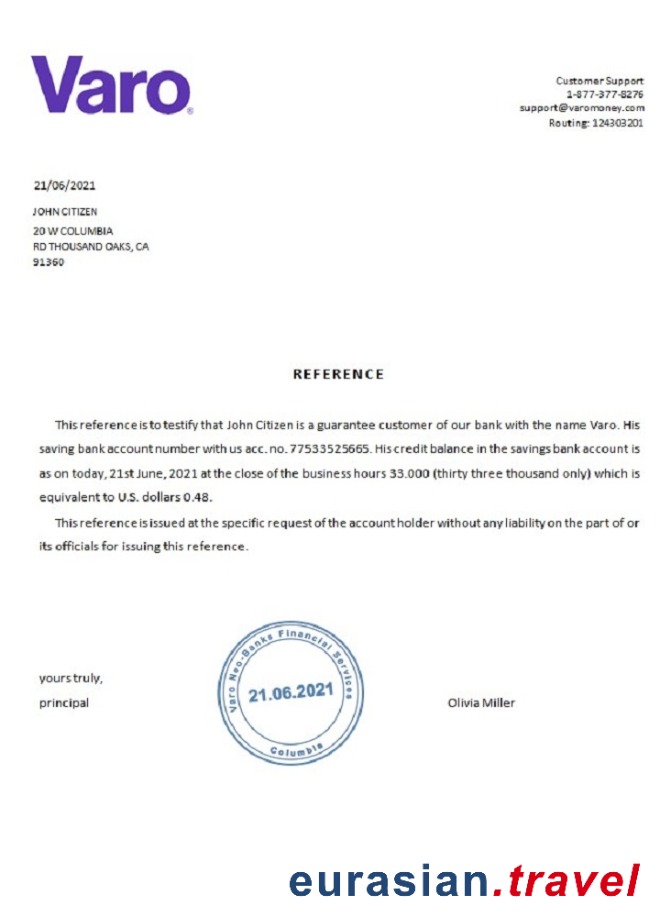 Varo®
Customer Support
1-877-377-8276
support@varomoney.com
Routing: 124303201
21/06/2021
JOHN CITIZEN
20 W COLUMBIA
RD THOUSAND OAKS, CA
91360
REFERENCE
This reference is to testify that John Citizen is a guarantee customer of our bank with the name Varo. His
saving bank account number with us acc. no. 77533525665. His credit balance in the savings bank account is
as on today, 21st June, 2021 at the close of the business hours 33.000 (thirty three thousand only) which is
equivalent to U.S. dollars 0.48.
This reference is issued at the specific request of the account holder without any liability on the part of or
its officials for issuing this reference.
yours truly,
principal
Varo Neo-Banks Financial Services
21.06.2021
Columbia
Olivia Miller
eurasian.travel